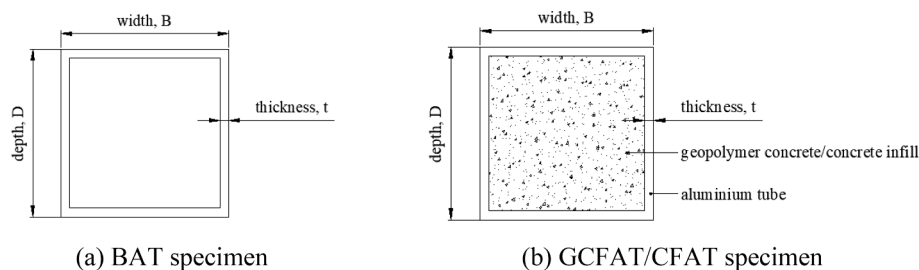 width, B
depth, D
thickness, t
(a) BAT specimen
width, B
depth, D
thickness, t
geopolymer concrete/concrete infill
aluminium tube
(b) GCFAT/CFAT specimen